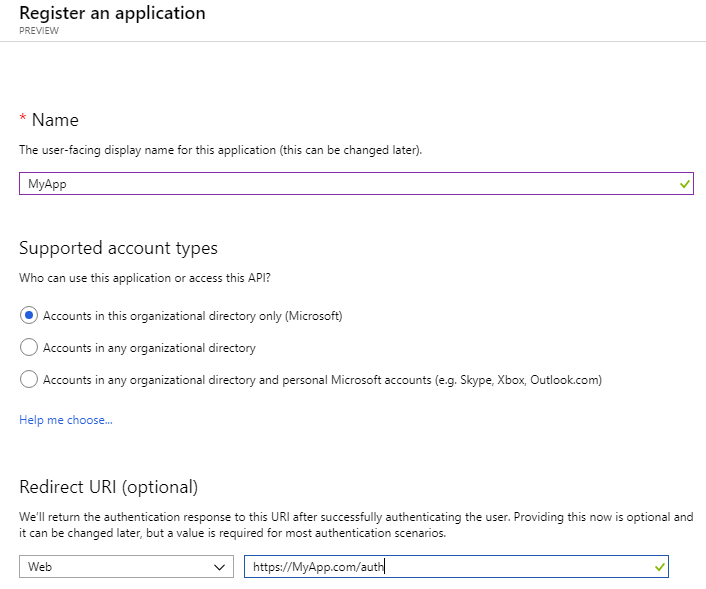 Register an application
PREVIEW
* Name
The user-facing display name for this application (this can be changed later).
MyApp
Supported account types
Who can use this application or access this API?
Accounts in this organizational directory only (Microsoft)
Accounts in any organizational directory
Accounts in any organizational directory and personal Microsoft accounts (e.g. Skype, Xbox, Outlook.com)
Help me choose...
Redirect URI (optional)
We'll return the authentication response to this URI after successfully authenticating the user. Providing this now is optional and
it can be changed later, but a value is required for most authentication scenarios.
Web https://MyApp.com/auth